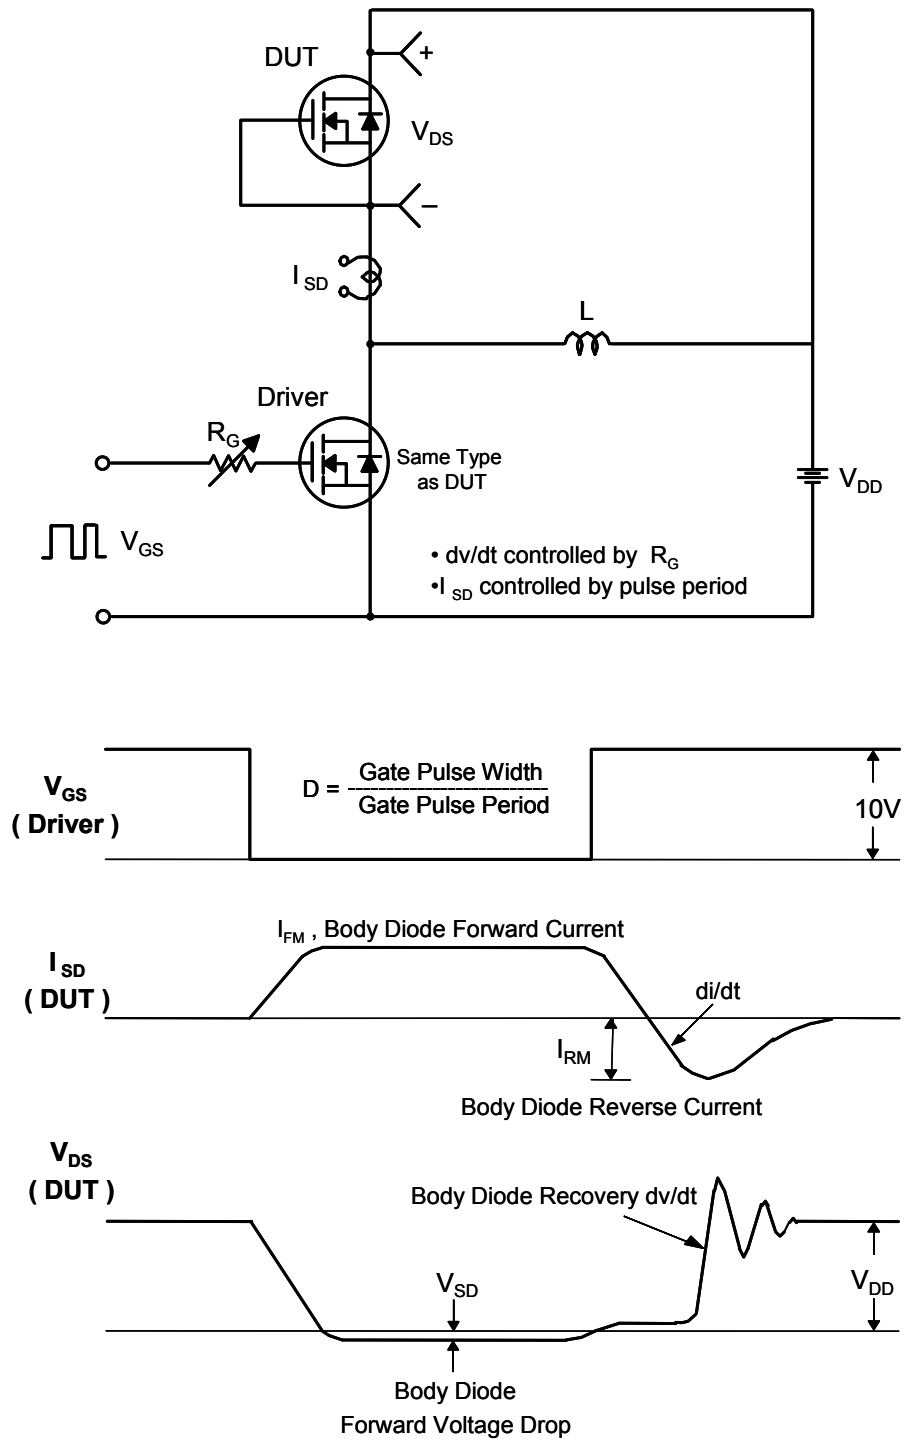 DUT
+
V_DS
–
I_SD
L
Driver
R_G
Same Type
as DUT
V_DD
V_GS
• dv/dt controlled by R_G
•I_SD controlled by pulse period
V_GS
( Driver )
D = Gate Pulse Width
--------------------------
Gate Pulse Period
10V
I_FM , Body Diode Forward Current
I_SD
( DUT )
di/dt
I_RM
Body Diode Reverse Current
V_DS
( DUT )
Body Diode Recovery dv/dt
V_SD
V_DD
Body Diode
Forward Voltage Drop